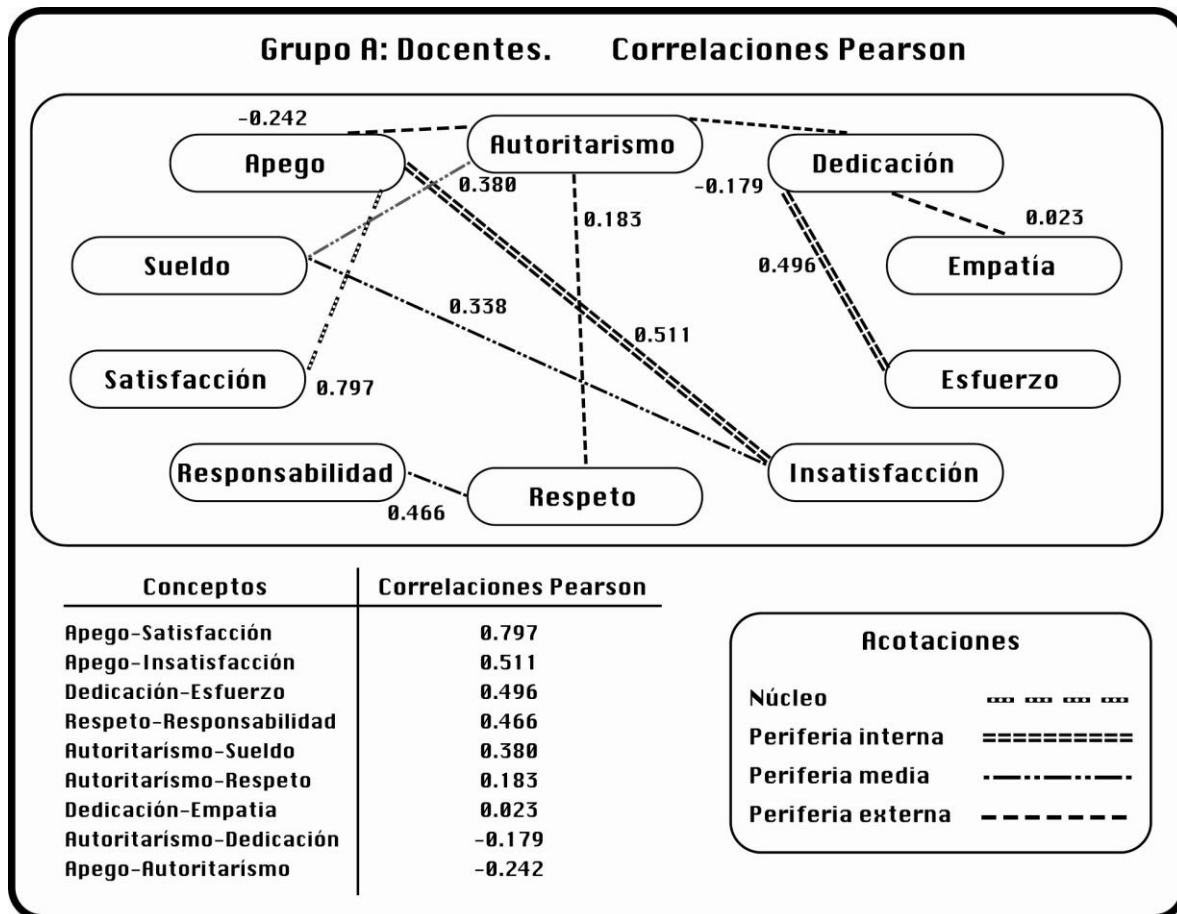 Grupo A: Docentes. Correlaciones Pearson
-0.242
Autoritarismo
Apego
Dedicación
0.380
-0.179
0.183
0.023
Sueldo
0.496
Empatía
0.338
0.511
Satisfacción
0.797
Esfuerzo
Responsabilidad
Insatisfacción
0.466
Respeto
Conceptos Correlaciones Pearson
Apego-Satisfacción 0.797
Apego-Insatisfacción 0.511
Dedicación-Esfuerzo 0.496
Respeto-Responsabilidad 0.466
Autoritarísmo-Sueldo 0.380
Autoritarísmo-Respeto 0.183
Dedicación-Empatia 0.023
Autoritarísmo-Dedicación -0.179
Apego-Autoritarísmo -0.242
Acotaciones
Núcleo
Periferia interna
Periferia media
Periferia externa